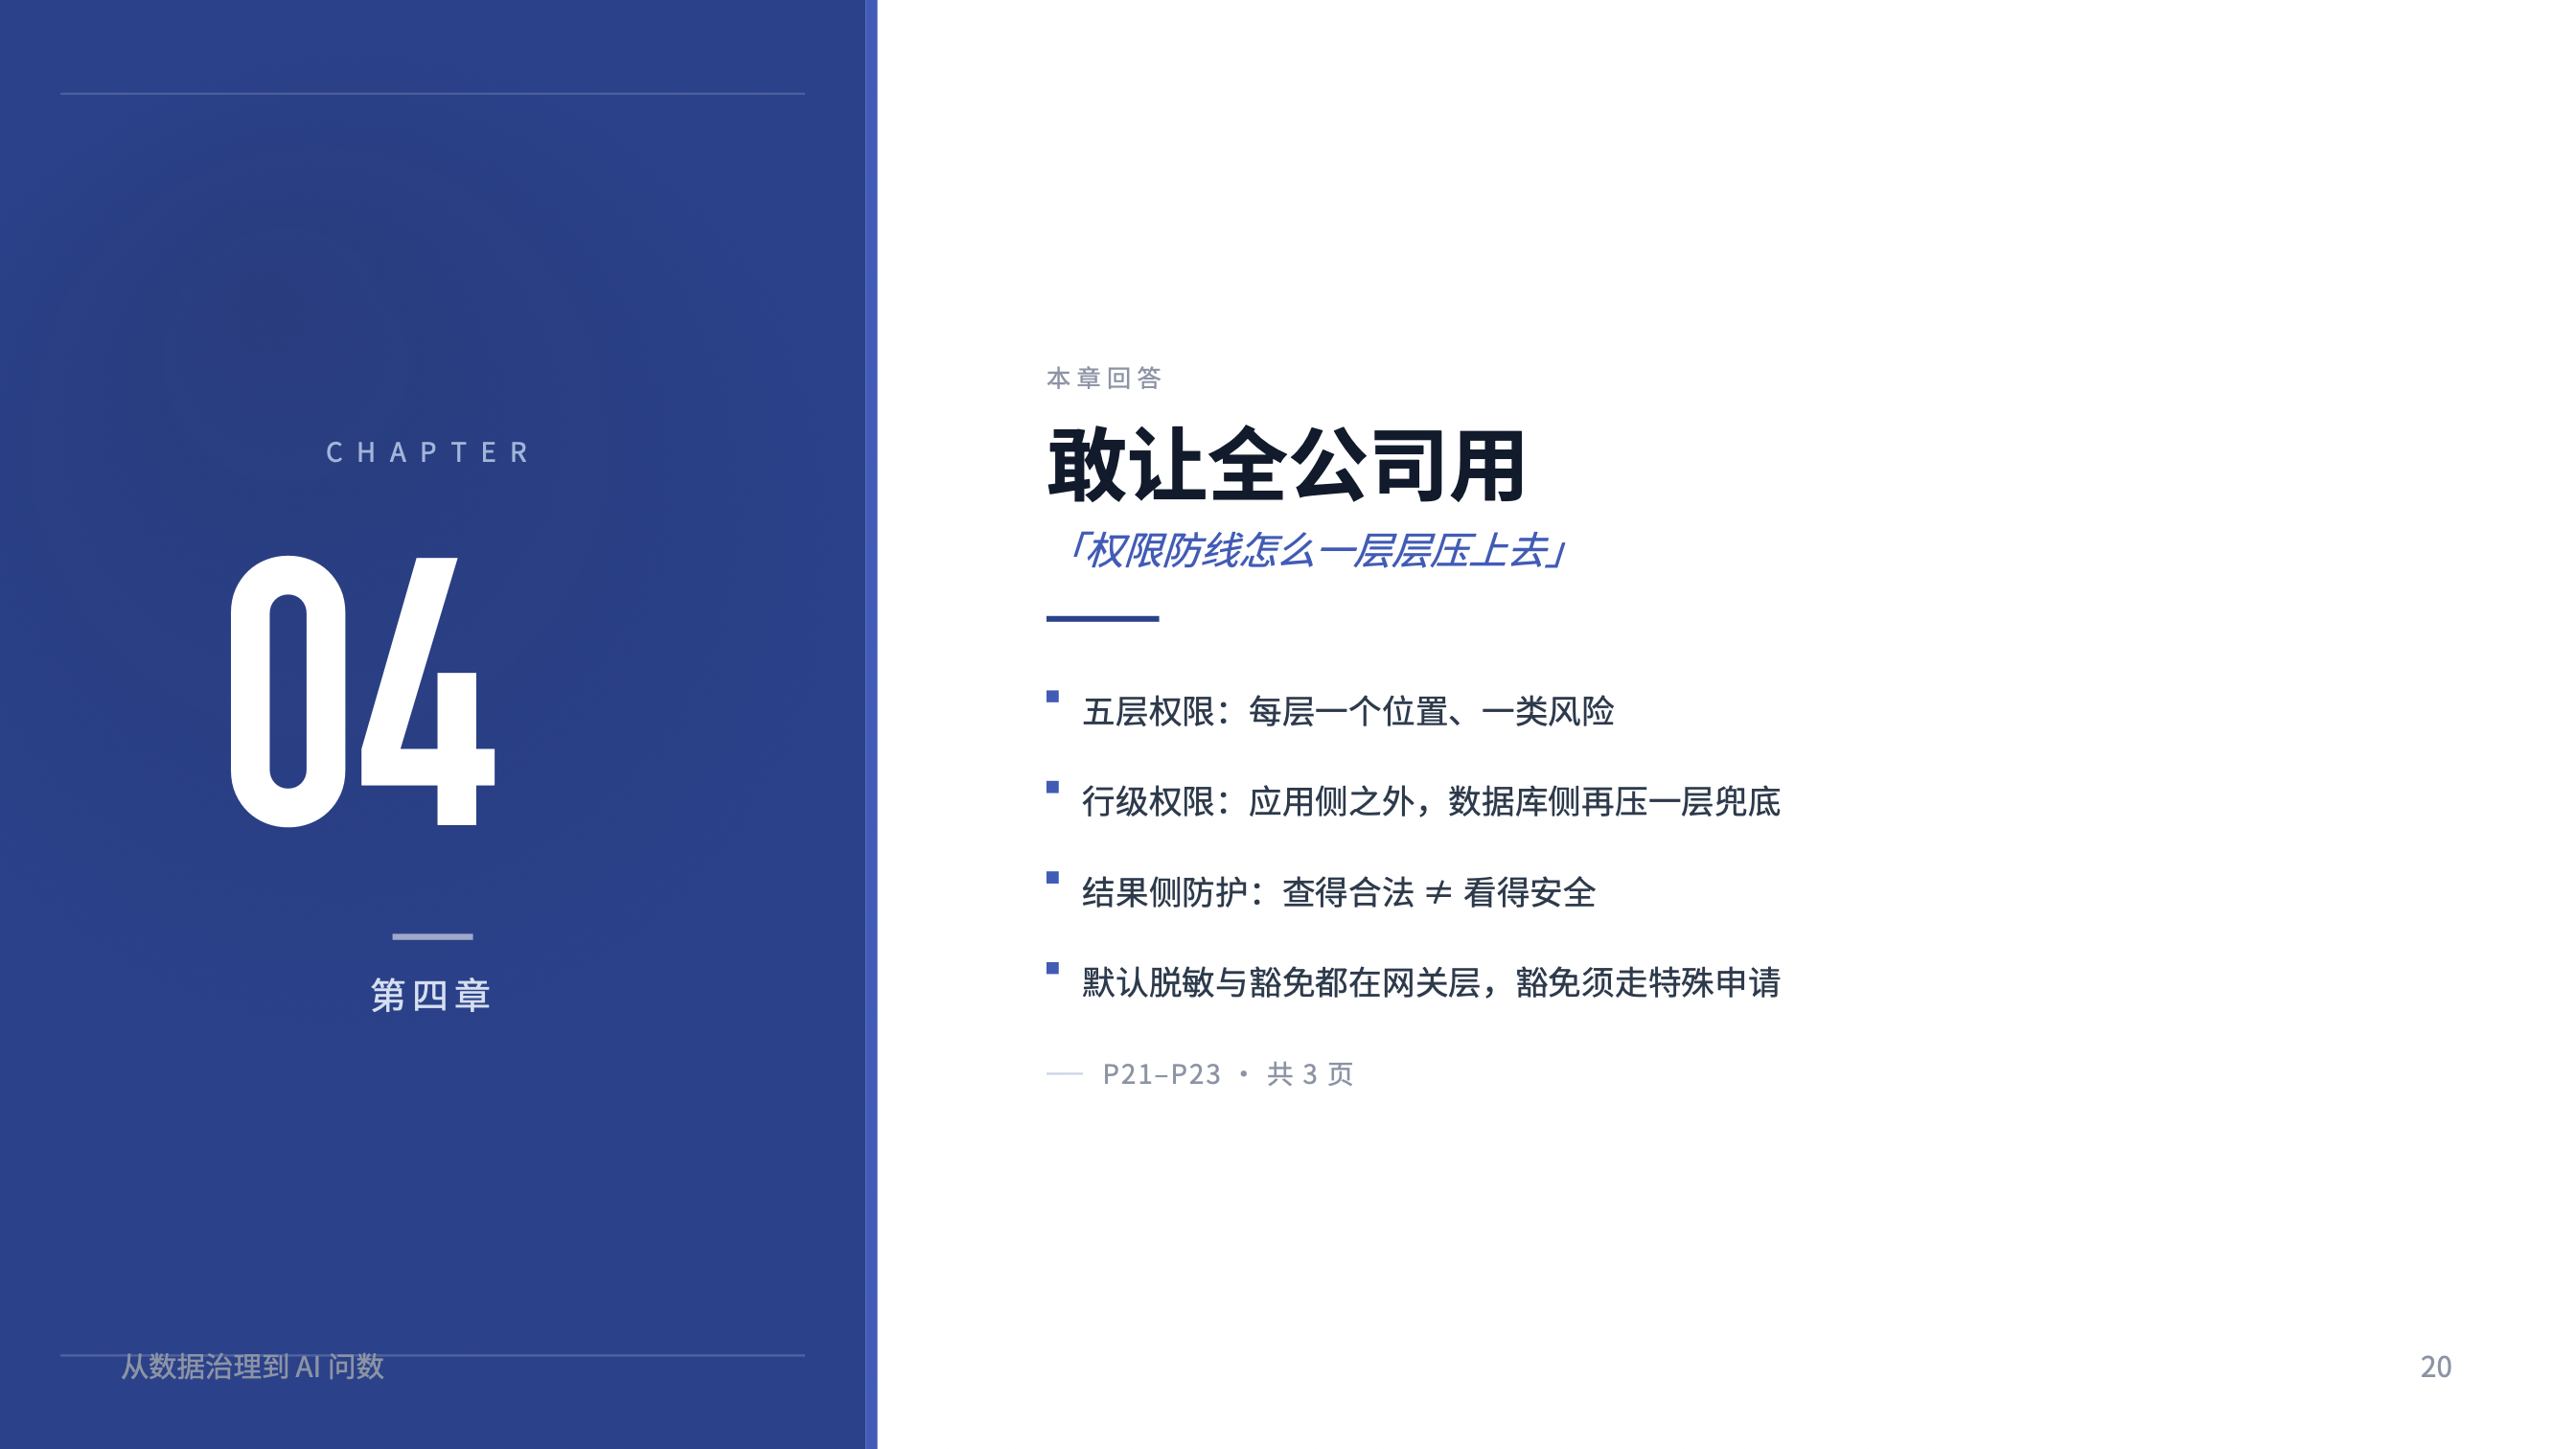 CHAPTER
04
第四章
从数据治理到 AI 问数
本章回答
敢让全公司用
「权限防线怎么一层层压上去」
五层权限：每层一个位置、一类风险
行级权限：应用侧之外，数据库侧再压一层兜底
结果侧防护：查得合法 ≠ 看得安全
默认脱敏与豁免都在网关层，豁免须走特殊申请
P21–P23 · 共 3 页
20